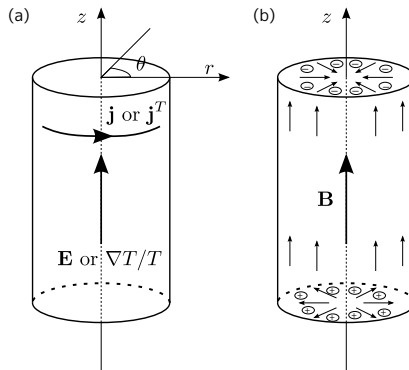 (a)
z
θ
r
j or j^T
E or ∇T/T
(b)
z
− − − −
− − − −
B
+ + + +
+ + + +